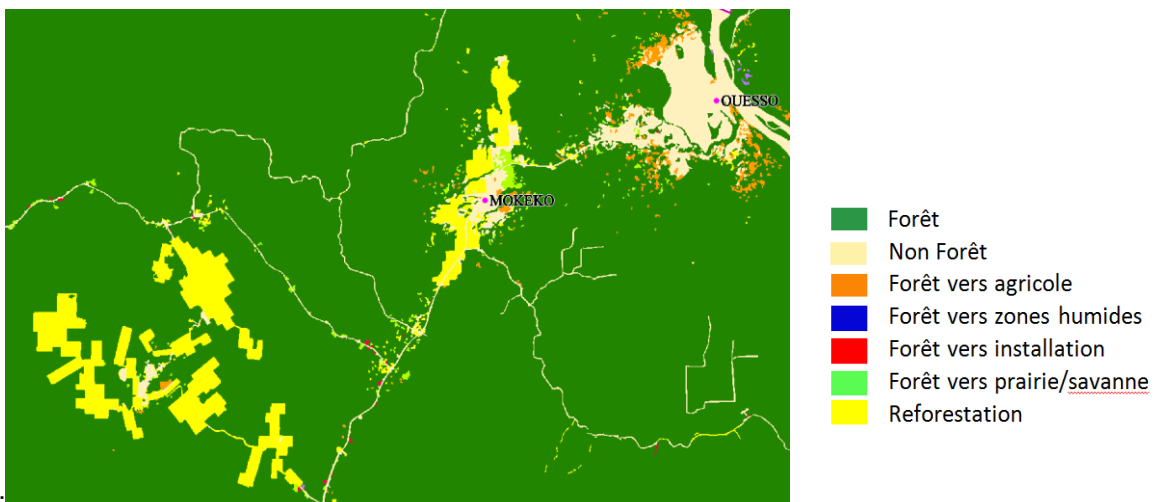 OUESSO
MOKEKO
Forêt
Non Forêt
Forêt vers agricole
Forêt vers zones humides
Forêt vers installation
Forêt vers prairie/savanne
Reforestation
.